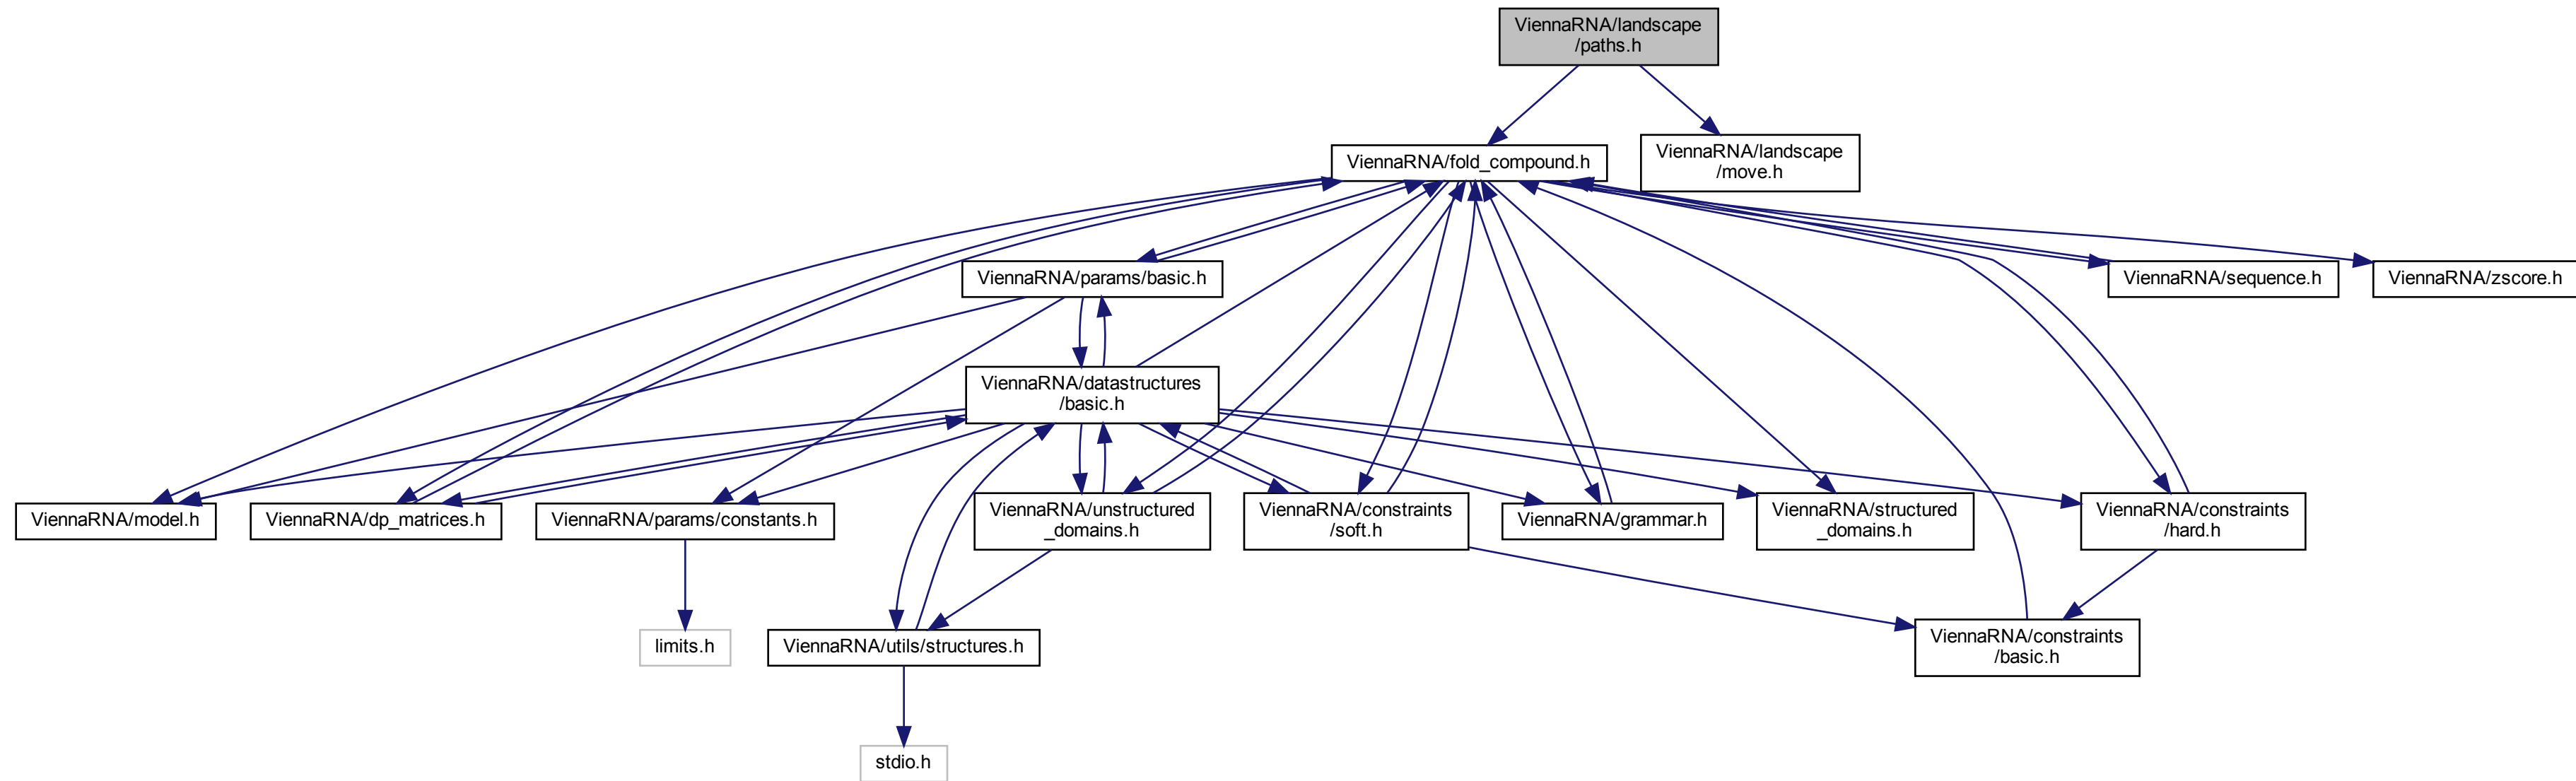 ViennaRNA/landscape
/paths.h
ViennaRNA/fold_compound.h
ViennaRNA/landscape
/move.h
ViennaRNA/params/basic.h
ViennaRNA/sequence.h
ViennaRNA/zscore.h
ViennaRNA/datastructures
/basic.h
ViennaRNA/model.h
ViennaRNA/dp_matrices.h
ViennaRNA/params/constants.h
ViennaRNA/unstructured
_domains.h
ViennaRNA/constraints
/soft.h
ViennaRNA/grammar.h
ViennaRNA/structured
_domains.h
ViennaRNA/constraints
/hard.h
limits.h
ViennaRNA/utils/structures.h
ViennaRNA/constraints
/basic.h
stdio.h